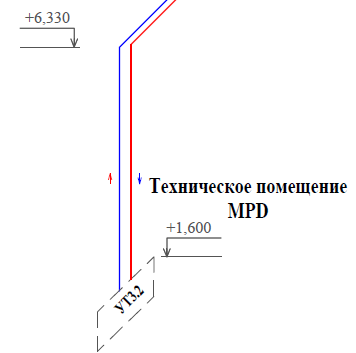 +6,330
Техническое помещение
MPD
+1,600
УТ3.2